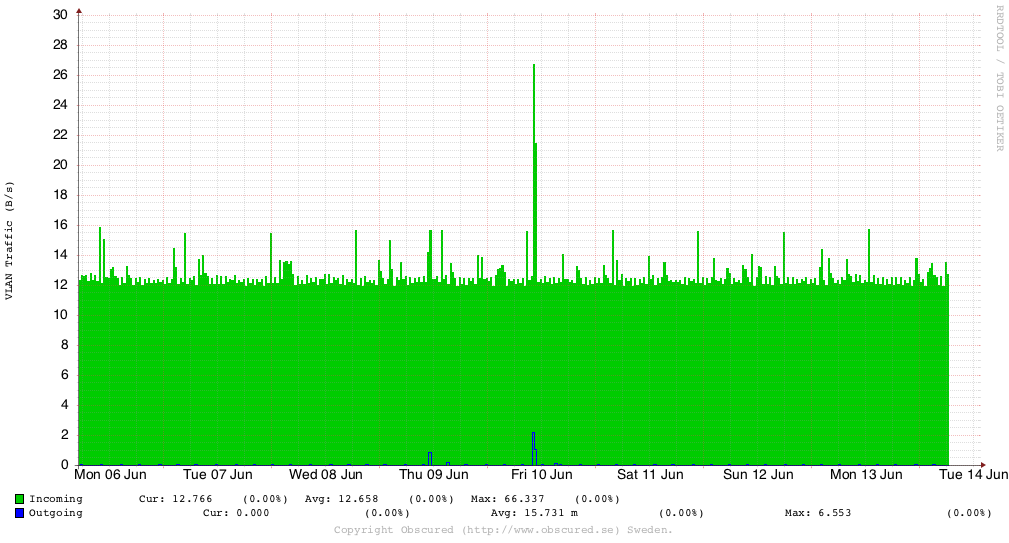 30
28
26
24
22
20
18
16
14
12
10
8
6
4
2
0
VLAN Traffic (B/s)
RRDTOOL / TOBI OETIKER
Mon 06 Jun Tue 07 Jun Wed 08 Jun Thu 09 Jun Fri 10 Jun Sat 11 Jun Sun 12 Jun Mon 13 Jun Tue 14 Jun
Incoming Cur: 12.766 (0.00%) Avg: 12.658 (0.00%) Max: 66.337 (0.00%)
Outgoing Cur: 0.000 (0.00%) Avg: 15.731 m (0.00%) Max: 6.553 (0.00%)
Copyright Obscured (http://www.obscured.se) Sweden.